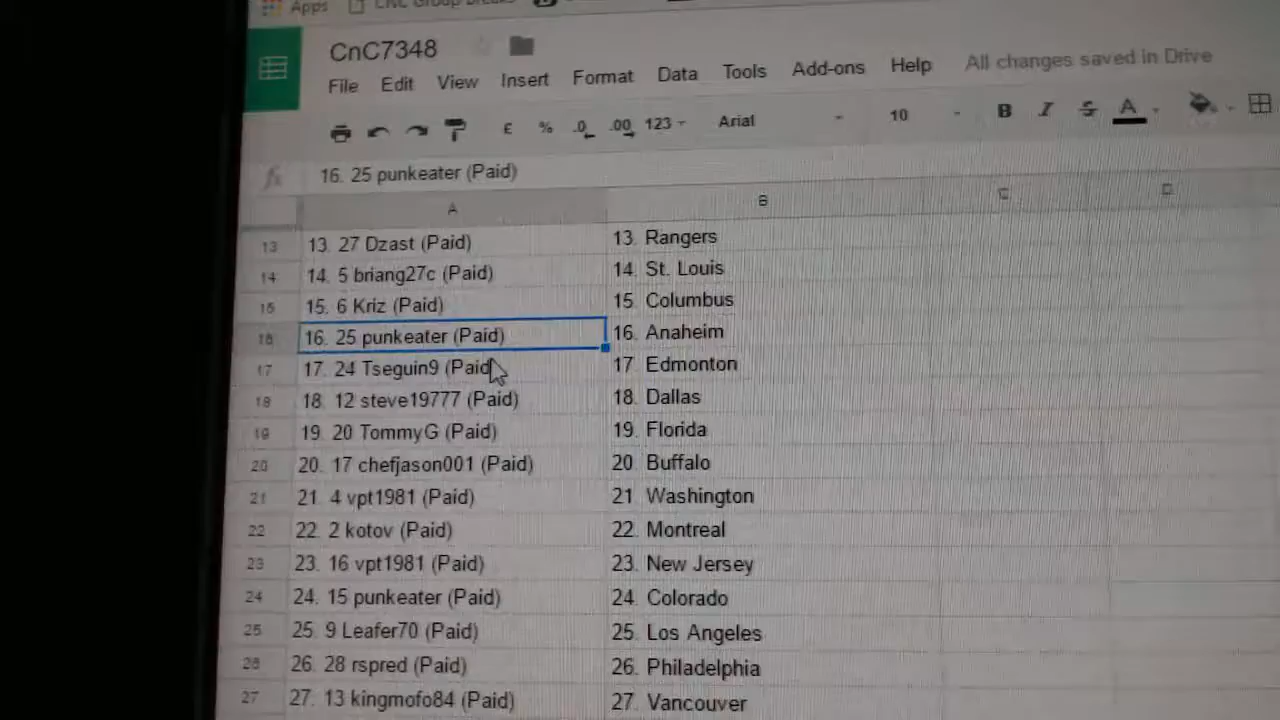 Apps CnC Group Breaks
CnC7348
File Edit View Insert Format Data Tools Add-ons Help All changes saved in Drive
£ % .0 .00 123 Arial 10 B I S A
fx 16. 25 punkeater (Paid)
A B C D
13 13. 27 Dzast (Paid) 13. Rangers
14 14. 5 briang27c (Paid) 14. St. Louis
15 15. 6 Kriz (Paid) 15. Columbus
16 16. 25 punkeater (Paid) 16. Anaheim
17 17. 24 Tseguin9 (Paid 17. Edmonton
18 18. 12 steve19777 (Paid) 18. Dallas
19 19. 20 TommyG (Paid) 19. Florida
20 20. 17 chefjason001 (Paid) 20. Buffalo
21 21. 4 vpt1981 (Paid) 21. Washington
22 22. 2 kotov (Paid) 22. Montreal
23 23. 16 vpt1981 (Paid) 23. New Jersey
24 24. 15 punkeater (Paid) 24. Colorado
25 25. 9 Leafer70 (Paid) 25. Los Angeles
26 26. 28 rspred (Paid) 26. Philadelphia
27 27. 13 kingmofo84 (Paid) 27. Vancouver